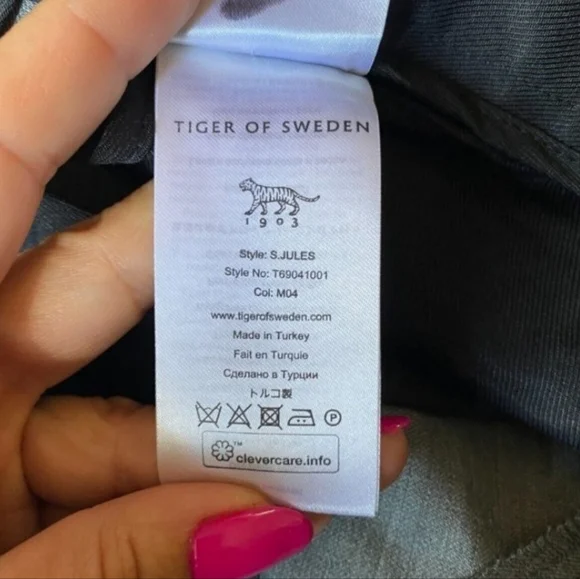 TIGER OF SWEDEN
1903
Style: S.JULES
Style No: T69041001
Col: M04
www.tigerofsweden.com
Made in Turkey
Fait en Turquie
Сделано в Турции
トルコ製
P
™
clevercare.info